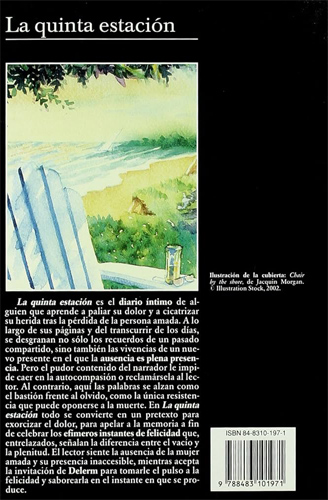 La quinta estación
Ilustración de la cubierta: Chair
by the shore, de Jacquin Morgan.
© Illustration Stock, 2002.
La quinta estación es el diario íntimo de al-
guien que aprende a paliar su dolor y a cicatrizar
su herida tras la pérdida de la persona amada. A lo
largo de sus páginas y del transcurrir de los días,
se desgranan no sólo los recuerdos de un pasado
compartido, sino también las vivencias de un nue-
vo presente en el que la ausencia es plena presen-
cia. Pero el pudor contenido del narrador le impi-
de caer en la autocompasión o reclamársela al lec-
tor. Al contrario, aquí las palabras se alzan como
el bastión frente al olvido, como la única resisten-
cia que puede oponerse a la muerte. En La quinta
estación todo se convierte en un pretexto para
exorcizar el dolor, para apelar a la memoria a fin
de celebrar los efímeros instantes de felicidad que,
entrelazados, señalan la diferencia entre el vacío y
la plenitud. El lector siente la ausencia de la mujer
amada y su presencia inaccesible, mientras acepta
la invitación de Delerm para tomarle el pulso a la
felicidad y saborearla en el instante en que se pro-
duce.
ISBN 84-8310-197-1
9 788483 101971